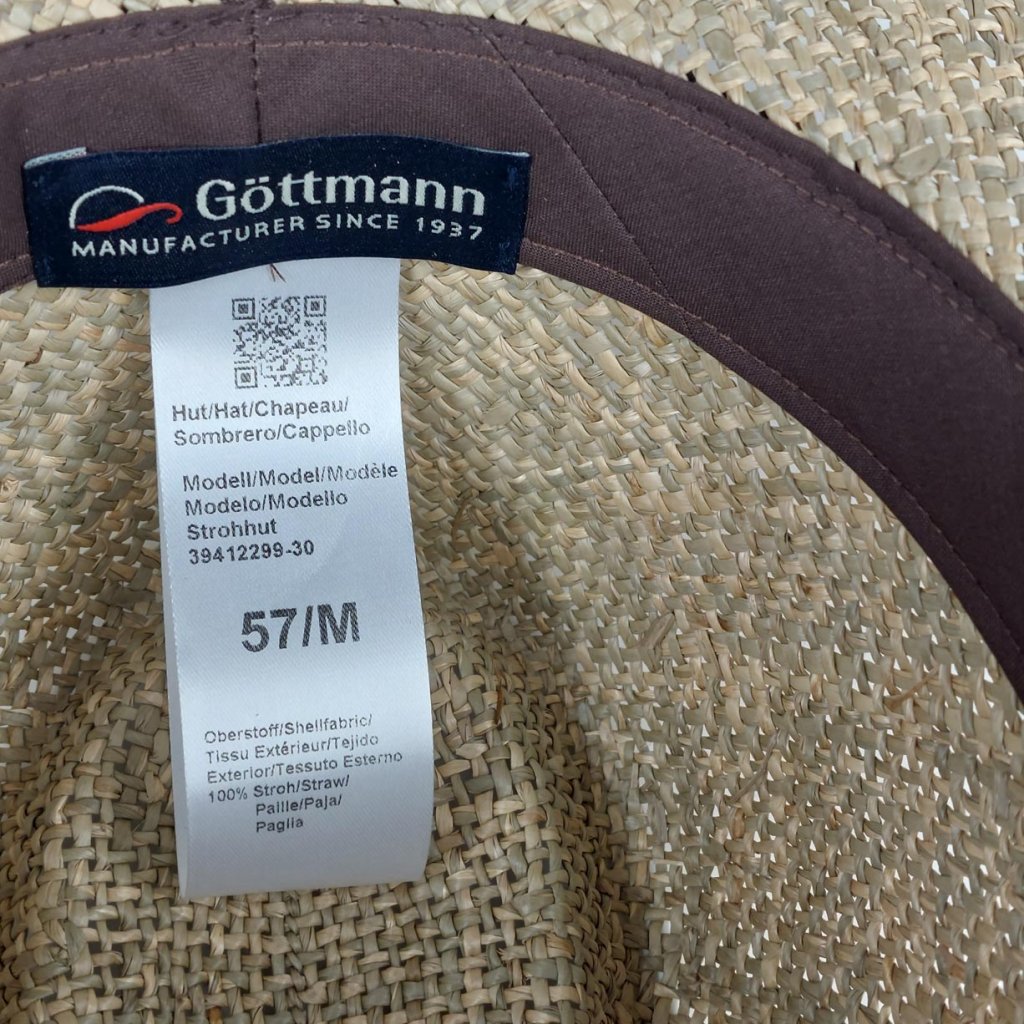 Göttmann
MANUFACTURER SINCE 1937
Hut/Hat/Chapeau/
Sombrero/Cappello
Modell/Model/Modèle
Modelo/Modello
Strohhut
39412299-30
57/M
Oberstoff/Shellfabric/
Tissu Extérieur/Tejido
Exterior/Tessuto Esterno
100% Stroh/Straw/
Paille/Paja/
Paglia